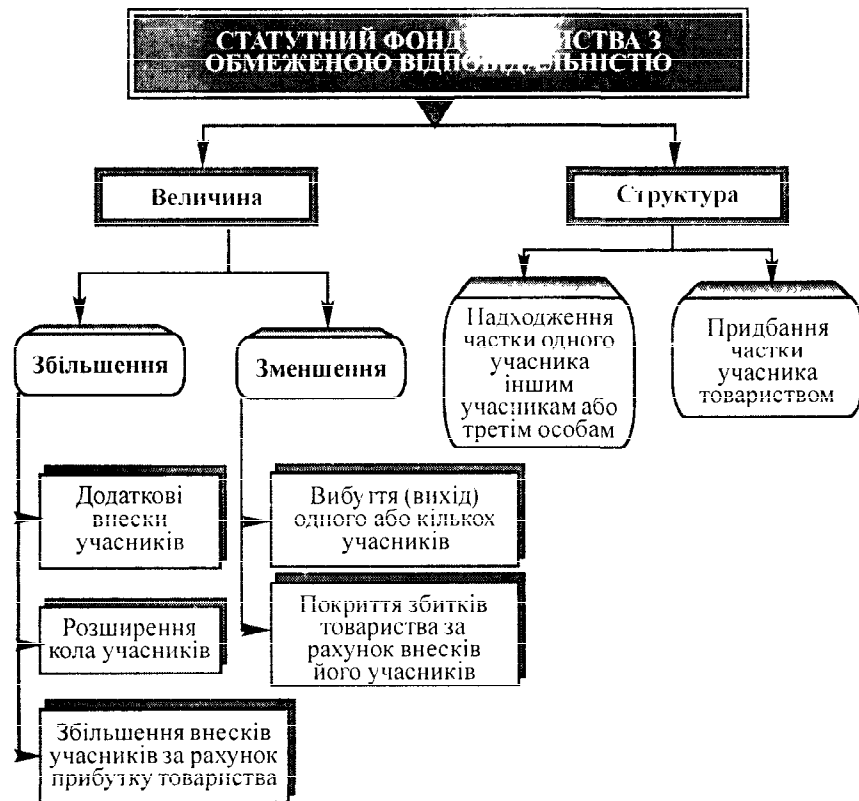 СТАТУТНИЙ ФОНД ИСТВА З
ОБМЕЖЕНОЮ ВІДПОВІДАЛЬНІСТЮ
Величина
Структура
Збільшення
Зменшення
Надходження
частки одного
учасника
іншим
учасникам або
третім особам
Придбання
частки
учасника
товариством
Додаткові
внески
учасників
Розширення
кола учасників
Збільшення внесків
учасників за рахунок
прибутку товариства
Вибуття (вихід)
одного або кількох
учасників
Покриття збитків
товариства за
рахунок внесків
його учасників